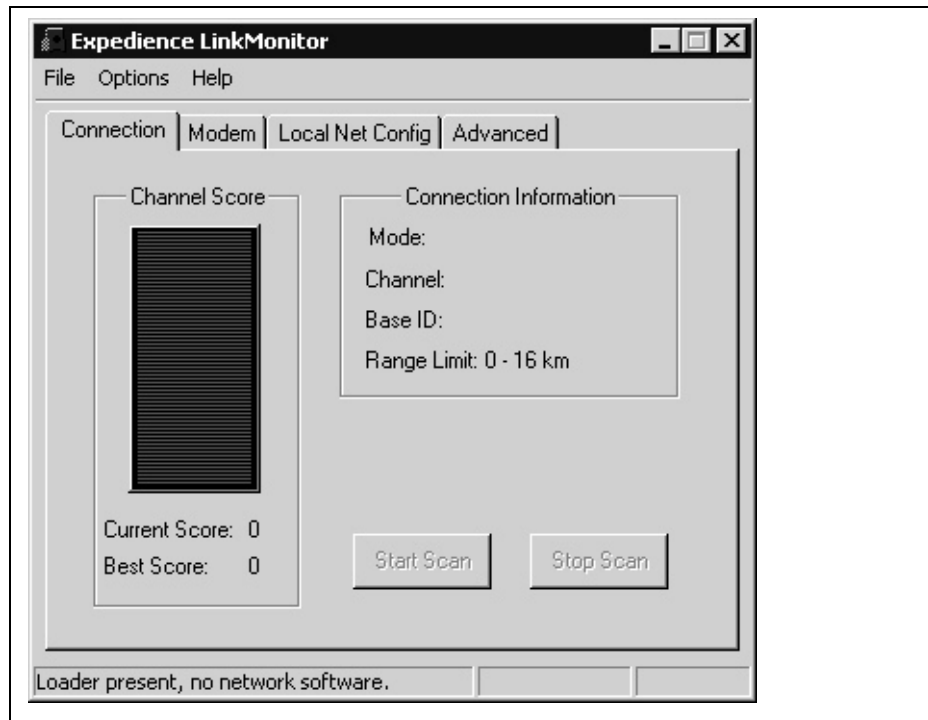 Expedience LinkMonitor
File Options Help
Connection Modem Local Net Config Advanced
Channel Score
Current Score: 0
Best Score: 0
Connection Information
Mode:
Channel:
Base ID:
Range Limit: 0 - 16 km
Start Scan Stop Scan
Loader present, no network software.